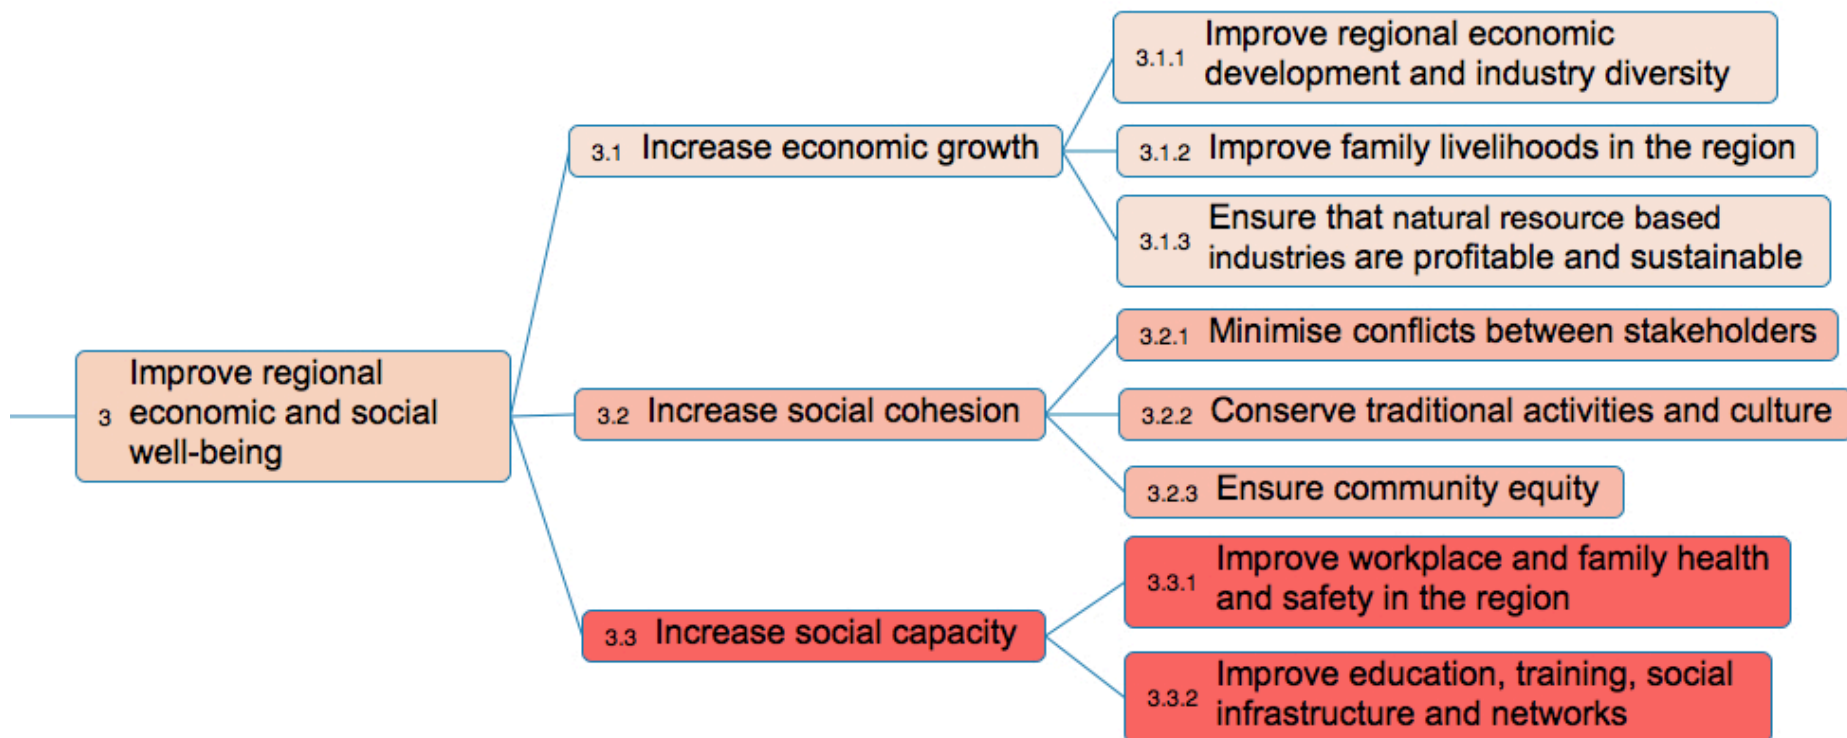 3 Improve regional
economic and social
well-being
3.1 Increase economic growth
3.1.1 Improve regional economic
development and industry diversity
3.1.2 Improve family livelihoods in the region
3.1.3 Ensure that natural resource based
industries are profitable and sustainable
3.2 Increase social cohesion
3.2.1 Minimise conflicts between stakeholders
3.2.2 Conserve traditional activities and culture
3.2.3 Ensure community equity
3.3 Increase social capacity
3.3.1 Improve workplace and family health
and safety in the region
3.3.2 Improve education, training, social
infrastructure and networks